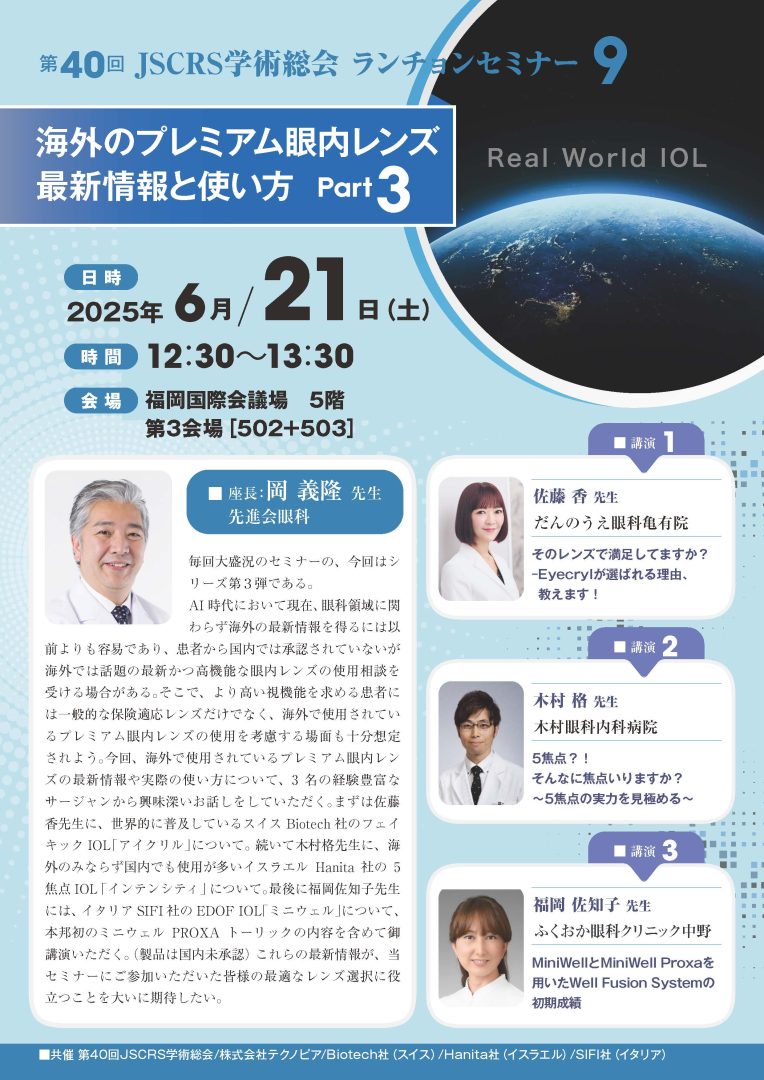 第40回 JSCRS学術総会 ランチョンセミナー 9
海外のプレミアム眼内レンズ
最新情報と使い方 Part 3
Real World IOL
日時
2025年 6月/21日(土)
時間 12:30〜13:30
会場 福岡国際会議場 5階
第3会場[502+503]
■ 座長:岡 義隆 先生
先進会眼科
毎回大盛況のセミナーの、今回はシ
リーズ第3弾である。
AI時代において現在、眼科領域に関
わらず海外の最新情報を得るには以
前よりも容易であり、患者から国内では承認されていないが
海外では話題の最新かつ高機能な眼内レンズの使用相談を
受ける場合がある。そこで、より高い視機能を求める患者に
は一般的な保険適応レンズだけでなく、海外で使用されてい
るプレミアム眼内レンズの使用を考慮する場面も十分想定
されよう。今回、海外で使用されているプレミアム眼内レン
ズの最新情報や実際の使い方について、3名の経験豊富な
サージャンから興味深いお話しをしていただく。まずは佐藤
香先生に、世界的に普及しているスイスBiotech社のフェイ
キックIOL「アイクリル」について。続いて木村格先生に、海
外のみならず国内でも使用が多いイスラエル Hanita 社の 5
焦点IOL「インテンシティ」について。最後に福岡佐知子先生
には、イタリアSIFI社のEDOF IOL「ミニウェル」について、
本邦初のミニウェル PROXA トーリックの内容を含めて御
講演いただく。(製品は国内未承認)これらの最新情報が、当
セミナーにご参加いただいた皆様の最適なレンズ選択に役
立つことを大いに期待したい。
■ 講演 1
佐藤 香 先生
だんのうえ眼科亀有院
そのレンズで満足してますか?
-Eyecrylが選ばれる理由、
教えます!
■ 講演 2
木村 格 先生
木村眼科内科病院
5焦点?!
そんなに焦点いりますか?
〜5焦点の実力を見極める〜
■ 講演 3
福岡 佐知子 先生
ふくおか眼科クリニック中野
MiniWellとMiniWell Proxaを
用いたWell Fusion Systemの
初期成績
■共催 第40回JSCRS学術総会/株式会社テクノピア/Biotech社(スイス)/Hanita社(イスラエル)/SIFI社(イタリア)